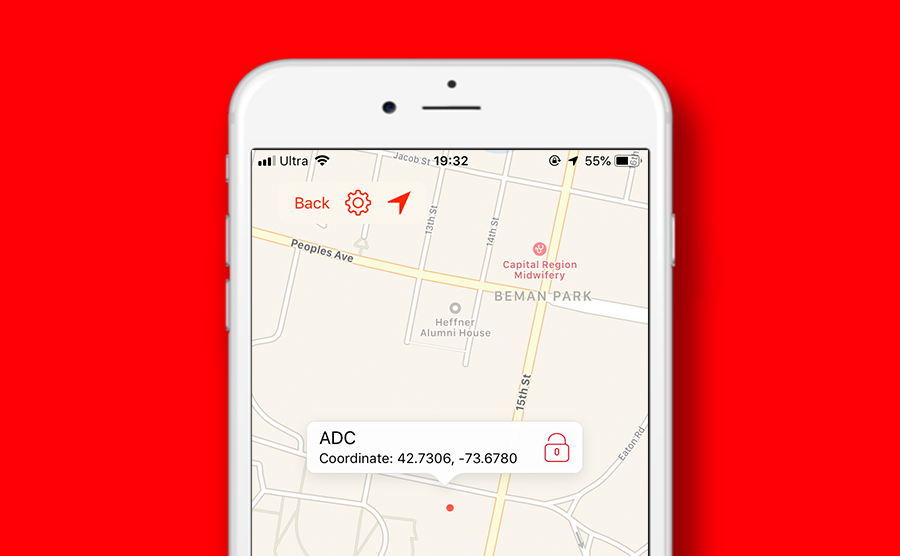 Ultra
19:32
55%
Jacob St
16th
Back
13th St
14th St
Peoples Ave
Capital Region
Midwifery
BEMAN PARK
Heffner
Alumni House
15th St
ADC
Coordinate: 42.7306, -73.6780
0
Eaton Rd